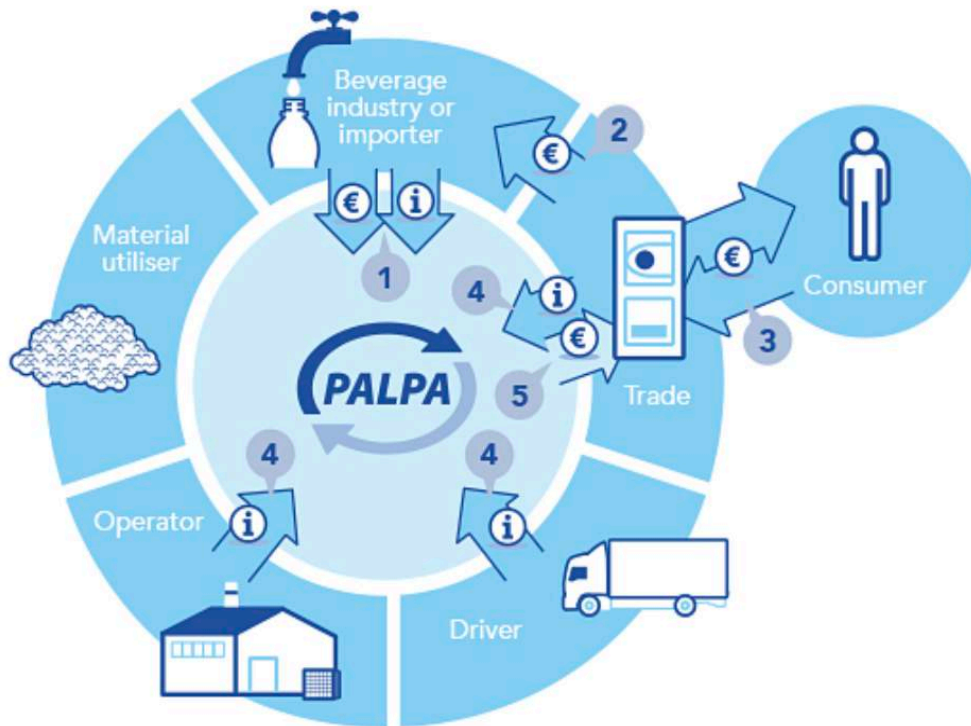 Beverage
industry or
importer
2
€
€
i
Material
utiliser
€
1
4
i
Consumer
3
€
5
PALPA
Trade
4
4
Operator
i
i
Driver